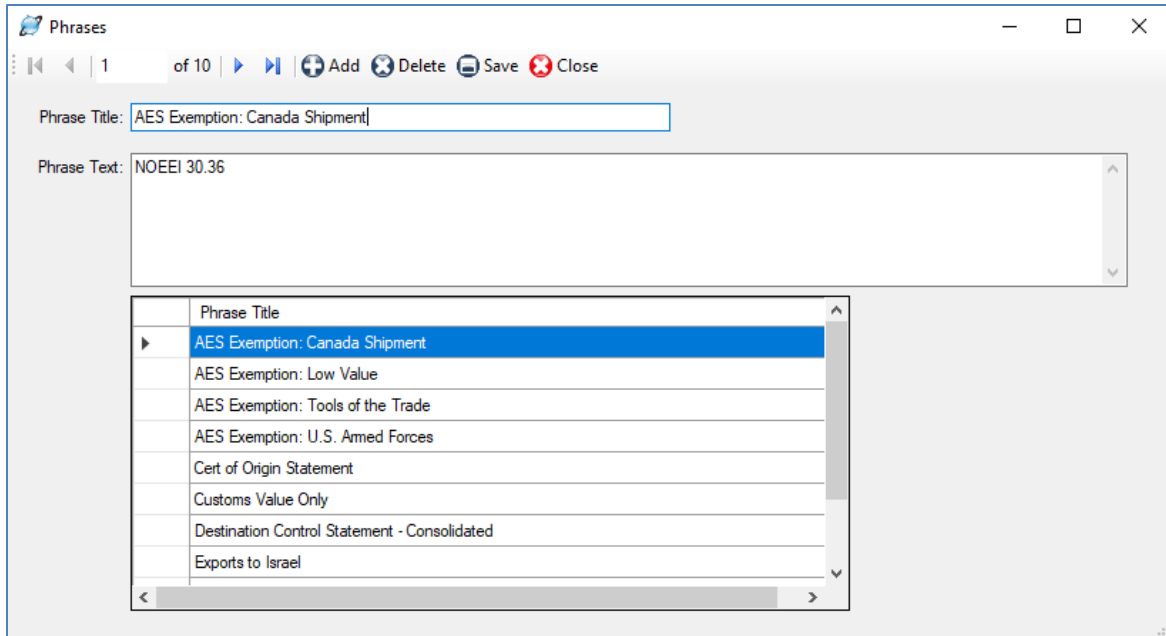 Phrases
1 of 10 Add Delete Save Close
Phrase Title: AES Exemption: Canada Shipment
Phrase Text: NOEEI 30.36
Phrase Title
AES Exemption: Canada Shipment
AES Exemption: Low Value
AES Exemption: Tools of the Trade
AES Exemption: U.S. Armed Forces
Cert of Origin Statement
Customs Value Only
Destination Control Statement - Consolidated
Exports to Israel